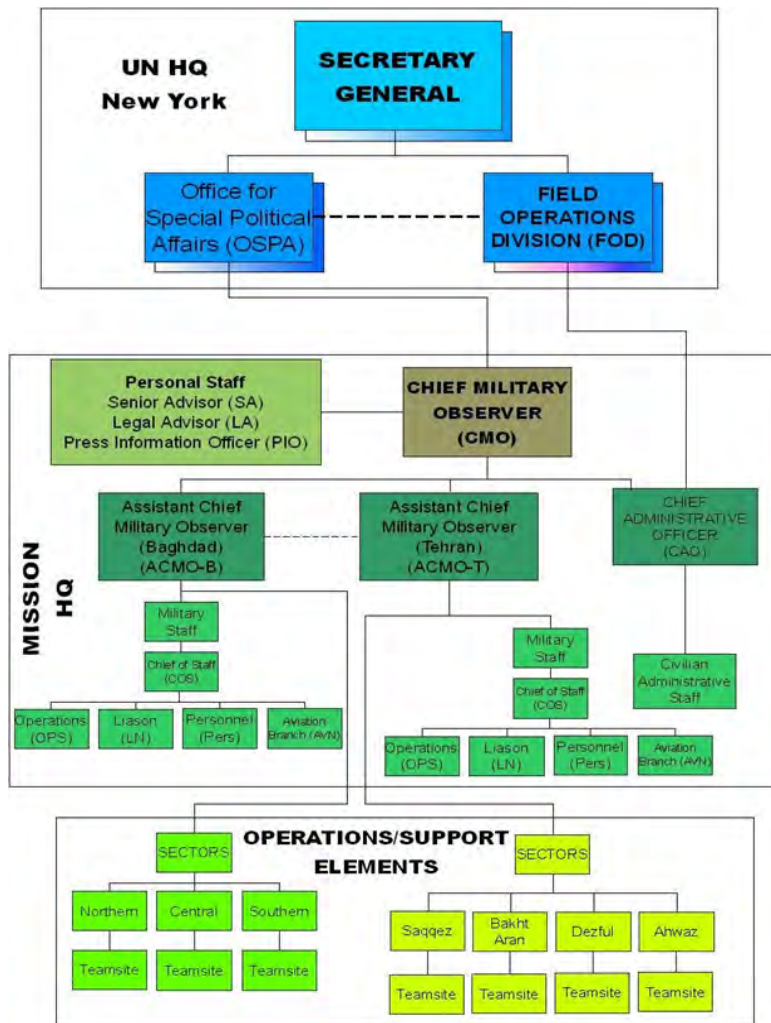 UN HQ
New York
SECRETARY
GENERAL
Office for
Special Political
Affairs (OSPA)
FIELD
OPERATIONS
DIVISION (FOD)
MISSION
HQ
Personal Staff
Senior Advisor (SA)
Legal Advisor (LA)
Press Information Officer (PIO)
CHIEF MILITARY
OBSERVER
(CMO)
Assistant Chief
Military Observer
(Baghdad)
(ACMO-B)
Assistant Chief
Military Observer
(Tehran)
(ACMO-T)
CHIEF
ADMINISTRATIVE
OFFICER
(CAO)
Military
Staff
Chief of Staff
(COS)
Operations
(OPS)
Liason
(LN)
Personnel
(Pers)
Aviation
Branch (AVN)
Military
Staff
Chief of Staff
(COS)
Operations
(OPS)
Liason
(LN)
Personnel
(Pers)
Aviation
Branch (AVN)
Civilian
Administrative
Staff
OPERATIONS/SUPPORT
ELEMENTS
SECTORS
Northern
Central
Southern
Teamsite
Teamsite
Teamsite
SECTORS
Saqqez
Bakht
Aran
Dezful
Ahwaz
Teamsite
Teamsite
Teamsite
Teamsite